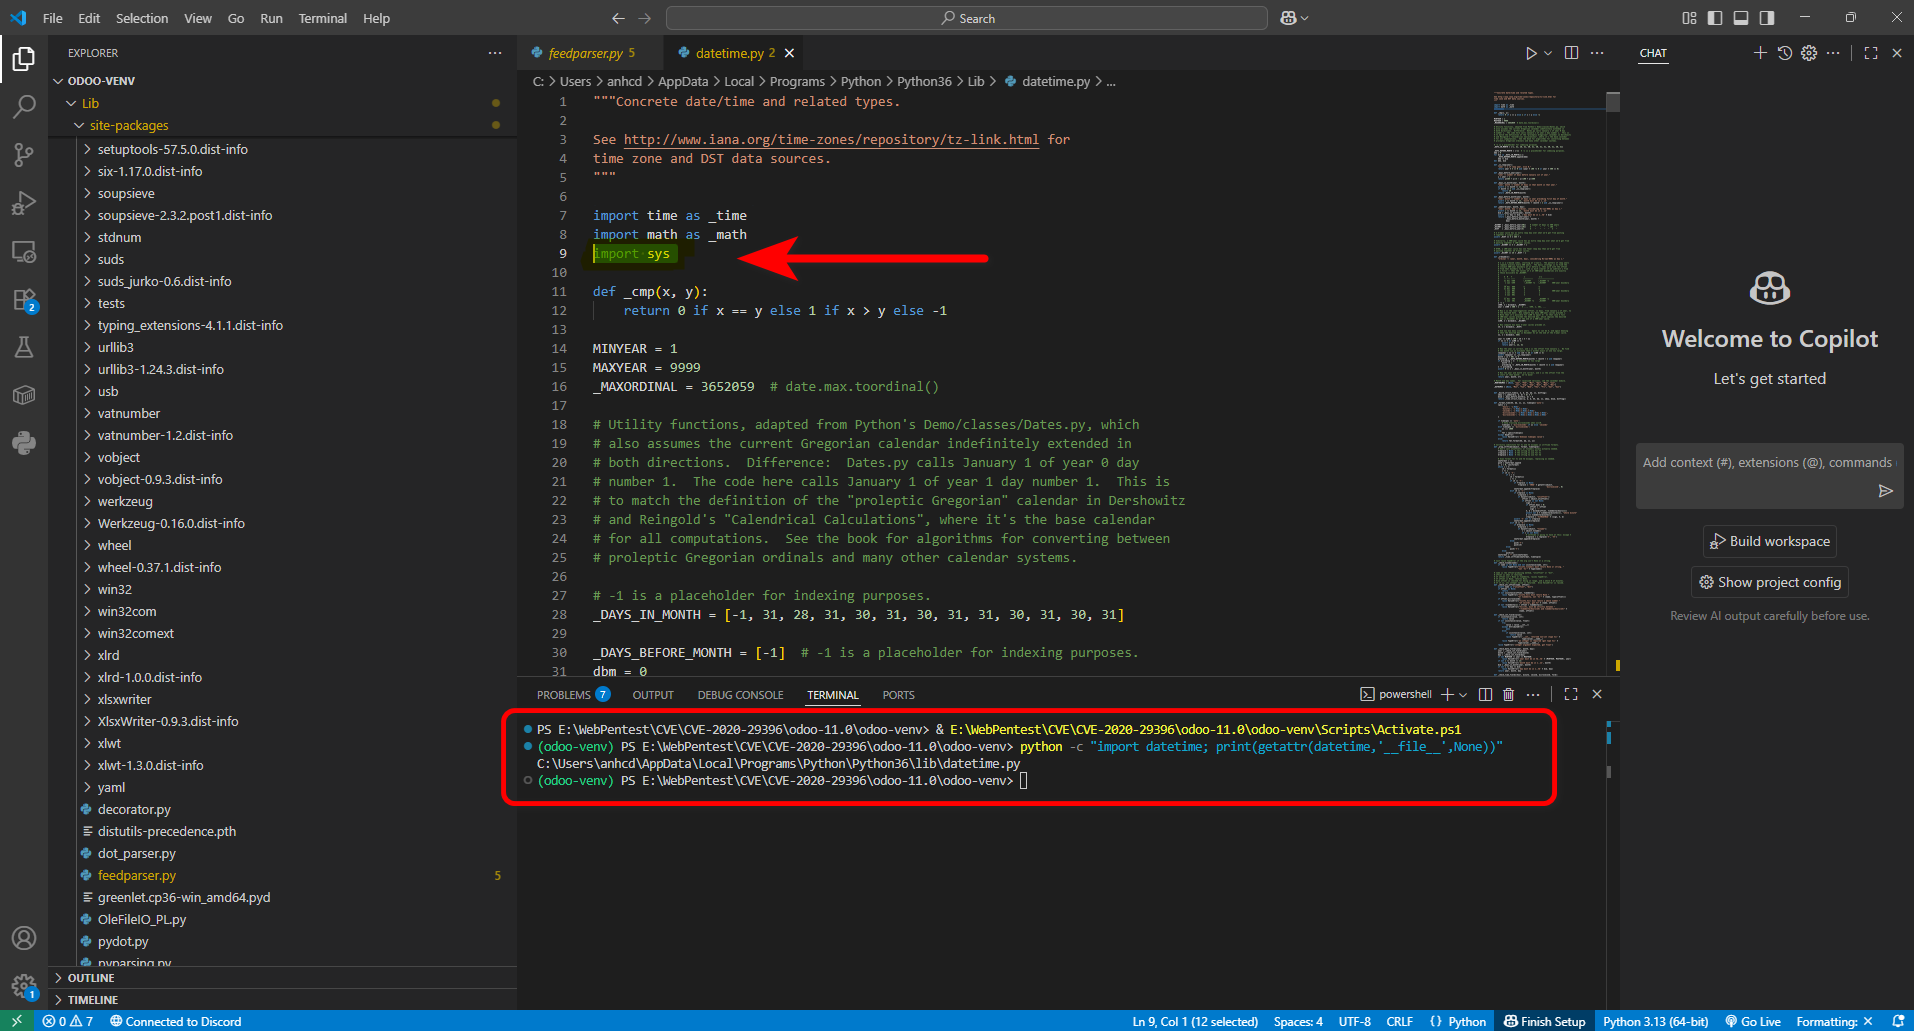 File Edit Selection View Go Run Terminal Help
Search
EXPLORER
ODOO-VENV
Lib
site-packages
setuptools-57.5.0.dist-info
six-1.17.0.dist-info
soupsieve
soupsieve-2.3.2.post1.dist-info
stdnum
suds
suds_jurko-0.6.dist-info
tests
typing_extensions-4.1.1.dist-info
urllib3
urllib3-1.24.3.dist-info
usb
vatnumber
vatnumber-1.2.dist-info
vobject
vobject-0.9.3.dist-info
werkzeug
Werkzeug-0.16.0.dist-info
wheel
wheel-0.37.1.dist-info
win32
win32com
win32comext
xlrd
xlrd-1.0.0.dist-info
xlsxwriter
XlsxWriter-0.9.3.dist-info
xlwt
xlwt-1.3.0.dist-info
yaml
decorator.py
distutils-precedence.pth
dot_parser.py
feedparser.py 5
greenlet.cp36-win_amd64.pyd
OleFileIO_PL.py
pydot.py
pyparsing.py
OUTLINE
TIMELINE
2
1
feedparser.py 5
datetime.py 2
C: > Users > anhcd > AppData > Local > Programs > Python > Python36 > Lib > datetime.py > ...
1 """Concrete date/time and related types.
2
3 See http://www.iana.org/time-zones/repository/tz-link.html for
4 time zone and DST data sources.
5 """
6
7 import time as _time
8 import math as _math
9 import sys
10
11 def _cmp(x, y):
12 return 0 if x == y else 1 if x > y else -1
13
14 MINYEAR = 1
15 MAXYEAR = 9999
16 _MAXORDINAL = 3652059 # date.max.toordinal()
17
18 # Utility functions, adapted from Python's Demo/classes/Dates.py, which
19 # also assumes the current Gregorian calendar indefinitely extended in
20 # both directions. Difference: Dates.py calls January 1 of year 0 day
21 # number 1. The code here calls January 1 of year 1 day number 1. This is
22 # to match the definition of the "proleptic Gregorian" calendar in Dershowitz
23 # and Reingold's "Calendrical Calculations", where it's the base calendar
24 # for all computations. See the book for algorithms for converting between
25 # proleptic Gregorian ordinals and many other calendar systems.
26
27 # -1 is a placeholder for indexing purposes.
28 _DAYS_IN_MONTH = [-1, 31, 28, 31, 30, 31, 30, 31, 31, 30, 31, 30, 31]
29
30 _DAYS_BEFORE_MONTH = [-1] # -1 is a placeholder for indexing purposes.
31 dbm = 0
PROBLEMS 7 OUTPUT DEBUG CONSOLE TERMINAL PORTS
powershell
PS E:\WebPentest\CVE\CVE-2020-29396\odoo-11.0\odoo-venv> & E:\WebPentest\CVE\CVE-2020-29396\odoo-11.0\odoo-venv\Scripts\Activate.ps1
(odoo-venv) PS E:\WebPentest\CVE\CVE-2020-29396\odoo-11.0\odoo-venv> python -c "import datetime; print(getattr(datetime,'__file__',None))"
C:\Users\anhcd\AppData\Local\Programs\Python\Python36\lib\datetime.py
(odoo-venv) PS E:\WebPentest\CVE\CVE-2020-29396\odoo-11.0\odoo-venv>
CHAT
Welcome to Copilot
Let's get started
Add context (#), extensions (@), commands
Build workspace
Show project config
Review AI output carefully before use.
0 7 Connected to Discord
Ln 9, Col 1 (12 selected) Spaces: 4 UTF-8 CRLF {} Python Finish Setup Python 3.13 (64-bit) Go Live Formatting: ✕